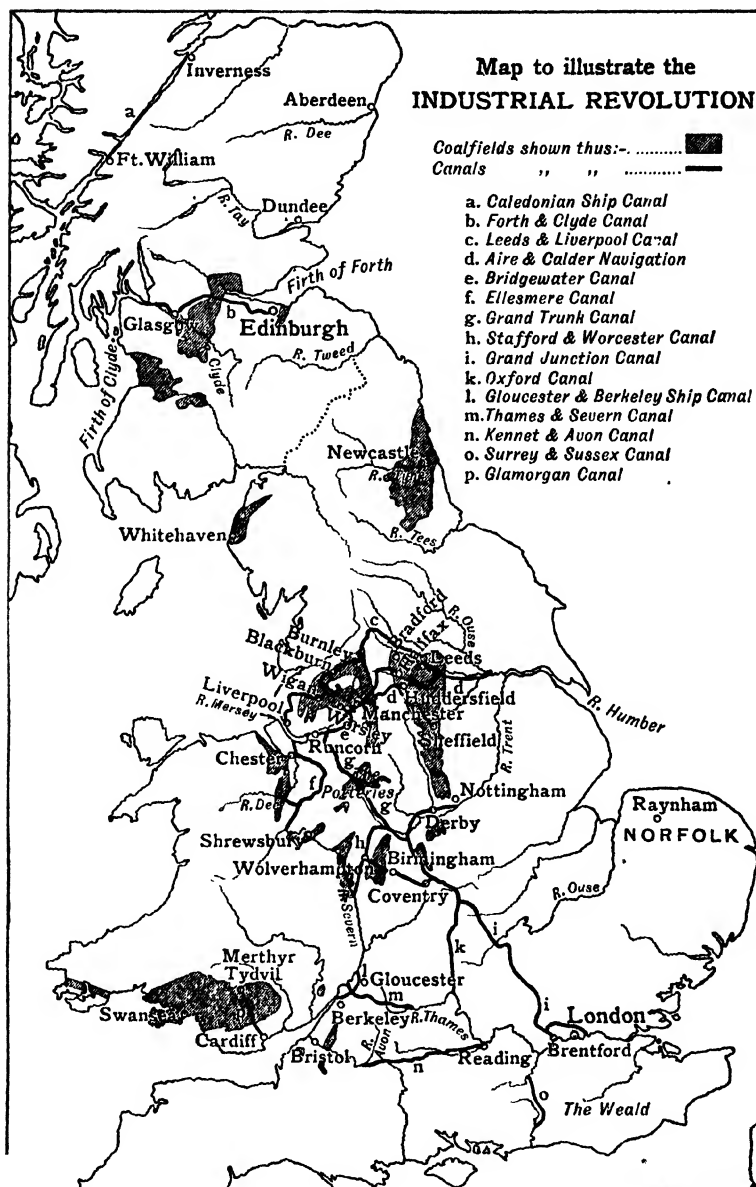 Map to illustrate the
INDUSTRIAL REVOLUTION
Coalfields shown thus:-. ..........
Canals ,, ,, ............
a. Caledonian Ship Canal
b. Forth & Clyde Canal
c. Leeds & Liverpool Canal
d. Aire & Calder Navigation
e. Bridgewater Canal
f. Ellesmere Canal
g. Grand Trunk Canal
h. Stafford & Worcester Canal
i. Grand Junction Canal
k. Oxford Canal
l. Gloucester & Berkeley Ship Canal
m. Thames & Severn Canal
n. Kennet & Avon Canal
o. Surrey & Sussex Canal
p. Glamorgan Canal
Inverness
a
Aberdeen
R. Dee
Ft. William
R. Tay
Dundee
Firth of Forth
Glasgow
b
Edinburgh
Clyde
R. Tweed
Firth of Clyde
Newcastle
Whitehaven
R. Tees
c
Bradford
Halifax
R. Ouse
Burnley
Blackburn
Leeds
Wigan
d
d
Huddersfield
Liverpool
R. Mersey
Manchester
Worsley
R. Humber
e
Runcorn
Sheffield
R. Trent
Chester
g
f
The
Potteries
g
R. Dee
Nottingham
Derby
Raynham
NORFOLK
Shrewsbury
h
Birmingham
Wolverhampton
Coventry
R. Ouse
R. Severn
k
i
Merthyr
Tydvil
l
Gloucester
m
i
Swansea
p
Berkeley
R. Thames
London
Cardiff
Bristol
R. Avon
Reading
Brentford
n
o
The Weald